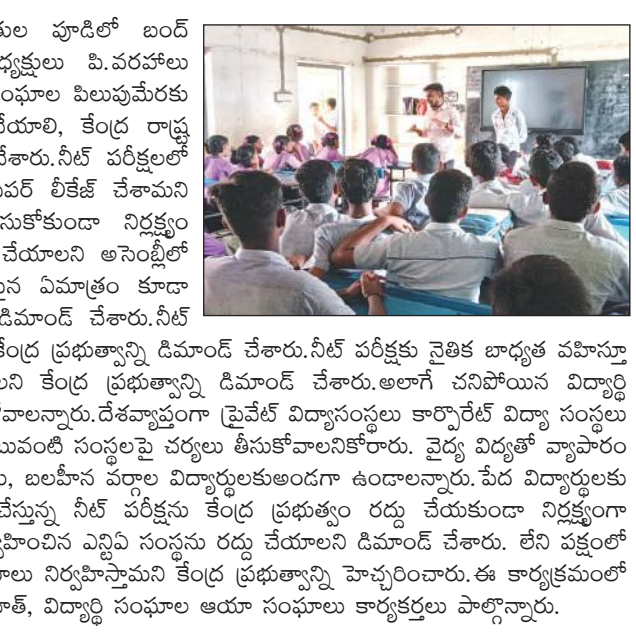 తుల పూడిలో బంద్
ధ్యక్షులు పి.వరహాలు
ంఘాల పిలుపుమేరకు
చేయాలి, కేంద్ర రాష్ట్ర
చేశారు.నీట్ పరీక్షలలో
పర్ లీకేజ్ చేశామని
సుకోకుండా నిర్లక్ష్యం
చేయాలని అసెంబ్లీలో
పైన ఏమాత్రం కూడా
డిమాండ్ చేశారు.నీట్
కేంద్ర ప్రభుత్వాన్ని డిమాండ్ చేశారు.నీట్ పరీక్షకు నైతిక బాధ్యత వహిస్తూ
లని కేంద్ర ప్రభుత్వాన్ని డిమాండ్ చేశారు.అలాగే చనిపోయిన విద్యార్థి
వాలన్నారు.దేశవ్యాప్తంగా ప్రైవేట్ విద్యాసంస్థలు కార్పొరేట్ విద్యా సంస్థలు
టువంటి సంస్థలపై చర్యలు తీసుకోవాలనికోరారు. వైద్య విద్యతో వ్యాపారం
, బలహీన వర్గాల విద్యార్థులకుఅండగా ఉండాలన్నారు.పేద విద్యార్థులకు
చేస్తున్న నీట్ పరీక్షను కేంద్ర ప్రభుత్వం రద్దు చేయకుండా నిర్లక్ష్యంగా
హించిన ఎన్టిఏ సంస్థను రద్దు చేయాలని డిమాండ్ చేశారు. లేని పక్షంలో
లు నిర్వహిస్తామని కేంద్ర ప్రభుత్వాన్ని హెచ్చరించారు.ఈ కార్యక్రమంలో
, విద్యార్థి సంఘాల ఆయా సంఘాలు కార్యకర్తలు పాల్గొన్నారు.